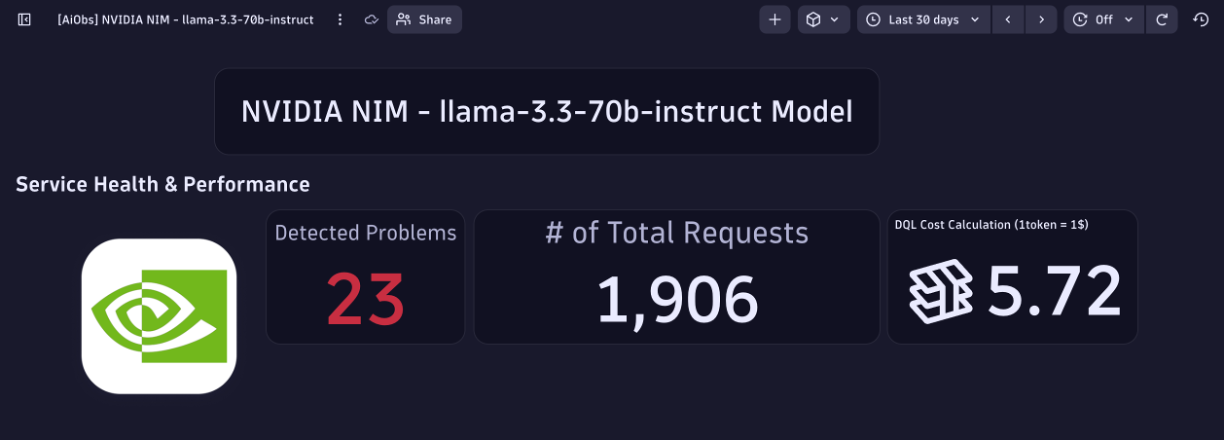 [AiObs] NVIDIA NIM - llama-3.3-70b-instruct
Share
Last 30 days
Off
NVIDIA NIM - llama-3.3-70b-instruct Model
Service Health & Performance
Detected Problems
23
# of Total Requests
1,906
DQL Cost Calculation (1token = 1$)
5.72